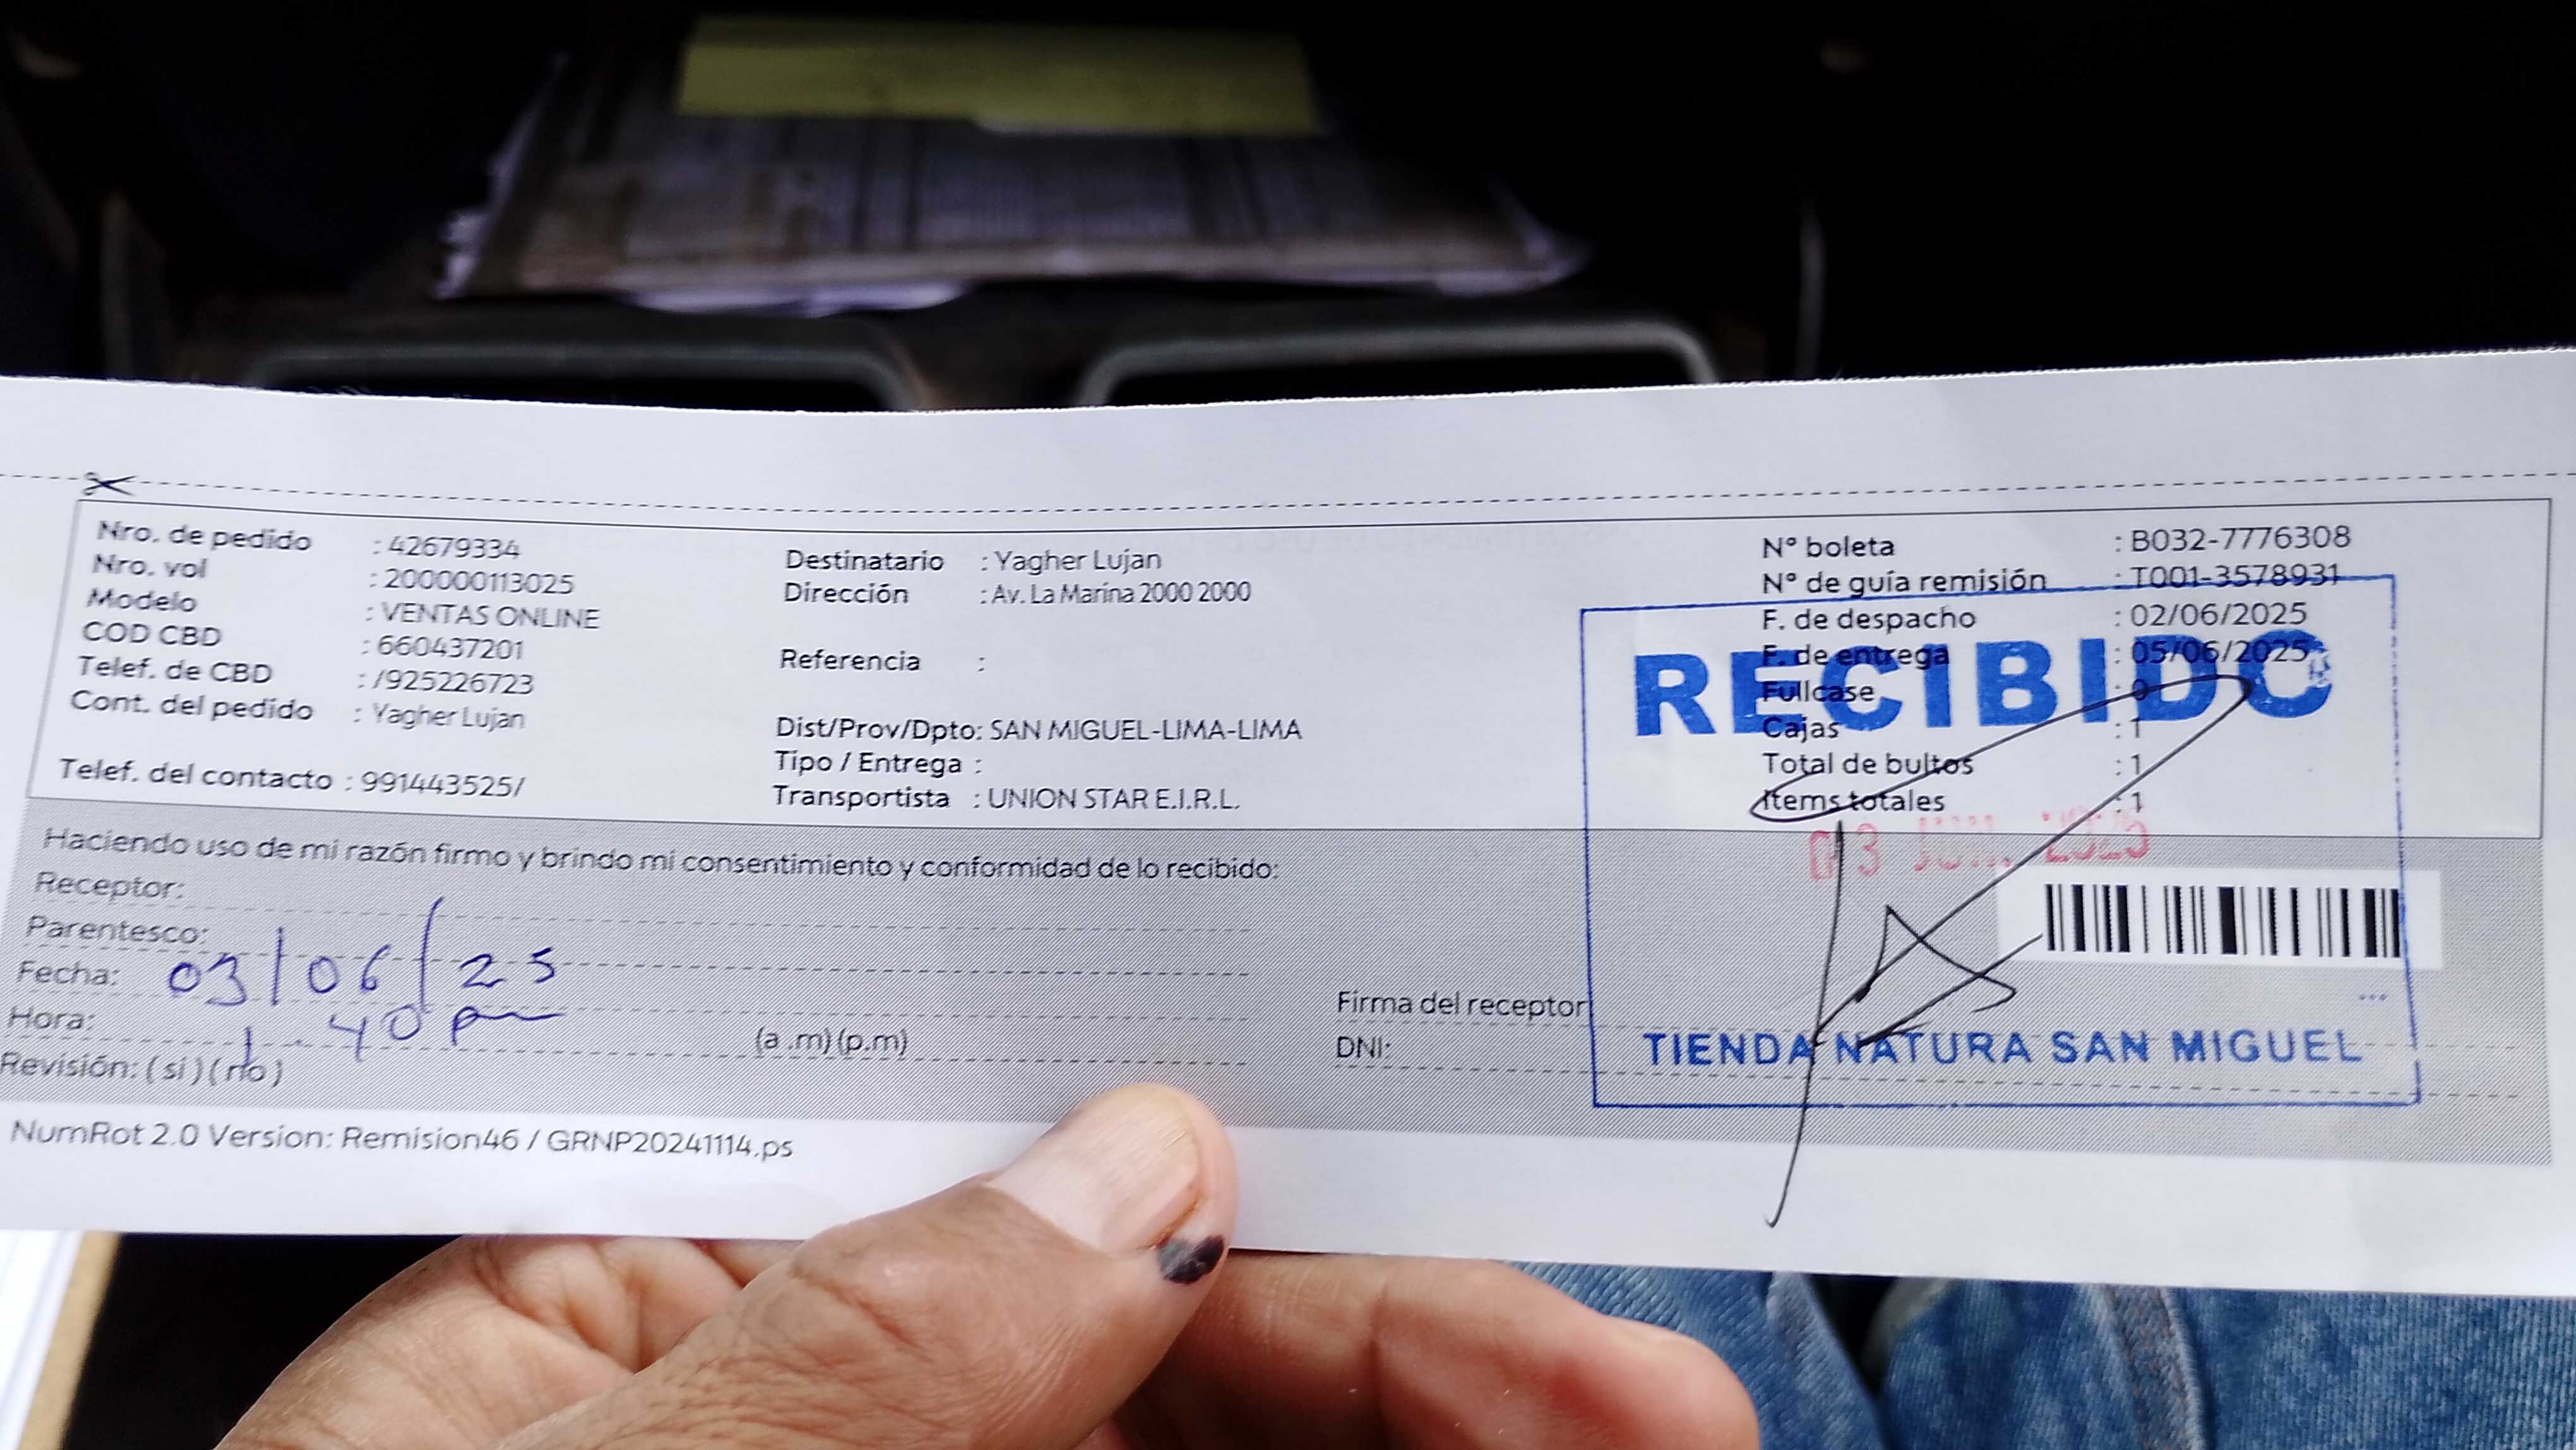 Nro. de pedido : 42679334
Nro. vol : 200000113025
Modelo : VENTAS ONLINE
COD CBD : 660437201
Telef. de CBD : /925226723
Cont. del pedido : Yagher Lujan
Telef. del contacto : 991443525/
Destinatario : Yagher Lujan
Dirección : Av. La Marina 2000 2000
Referencia :
Dist/Prov/Dpto: SAN MIGUEL-LIMA-LIMA
Tipo / Entrega :
Transportista : UNION STAR E.I.R.L.
N° boleta : B032-7776308
N° de guía remisión : T001-3578931
F. de despacho : 02/06/2025
F. de entrega : 05/06/2025
Fullcase : 0
Cajas : 1
Total de bultos : 1
Items totales : 1
RECIBIDO
03 JUN. 2025
TIENDA NATURA SAN MIGUEL
Haciendo uso de mi razón firmo y brindo mi consentimiento y conformidad de lo recibido:
Receptor:
Parentesco:
Fecha: 03/06/25
Hora: 1:40 pm (a .m) (p.m)
Revisión: ( si ) ( no )
Firma del receptor
DNI:
NumRot 2.0 Version: Remision46 / GRNP20241114.ps